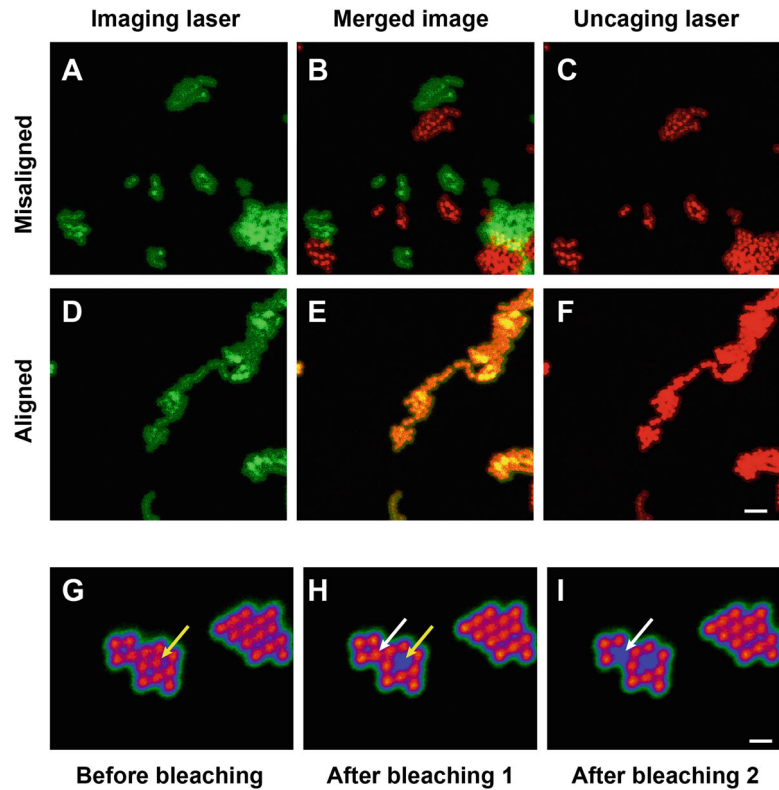 Imaging laser
Merged image
Uncaging laser
Misaligned
A
B
C
Aligned
D
E
F
G
H
I
Before bleaching
After bleaching 1
After bleaching 2